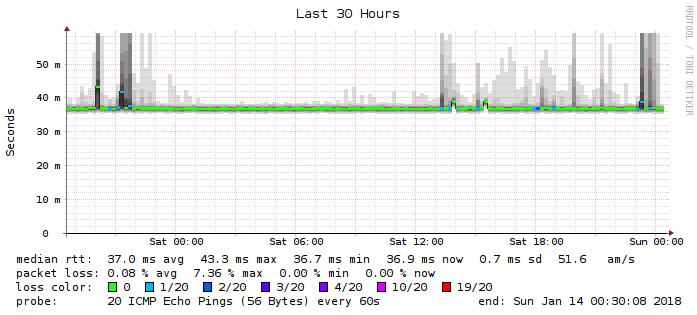 Last 30 Hours
RRDTOOL / TOBI OETIKER
Seconds
50 m
40 m
30 m
20 m
10 m
0
Sat 00:00 Sat 06:00 Sat 12:00 Sat 18:00 Sun 00:00
median rtt: 37.0 ms avg 43.3 ms max 36.7 ms min 36.9 ms now 0.7 ms sd 51.6 am/s
packet loss: 0.08 % avg 7.36 % max 0.00 % min 0.00 % now
loss color: 0 1/20 2/20 3/20 4/20 10/20 19/20
probe: 20 ICMP Echo Pings (56 Bytes) every 60s end: Sun Jan 14 00:30:08 2018